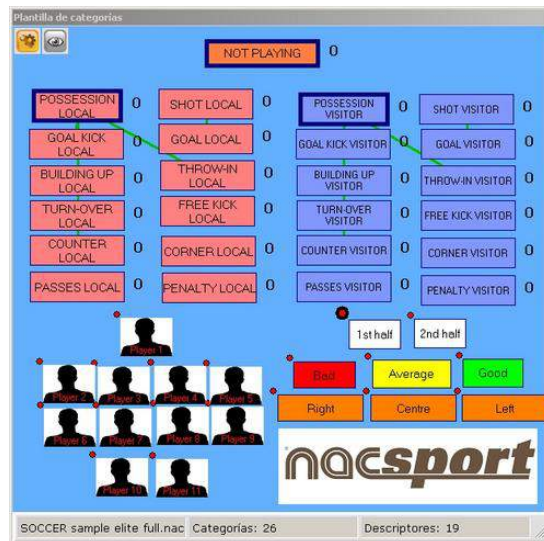 Plantilla de categorias
NOT PLAYING 0
POSSESSION LOCAL 0
SHOT LOCAL 0
POSSESSION VISITOR 0
SHOT VISITOR 0
GOAL KICK LOCAL 0
GOAL LOCAL 0
GOAL KICK VISITOR 0
GOAL VISITOR 0
BUILDING UP LOCAL 0
THROW-IN LOCAL 0
BUILDING UP VISITOR 0
THROW-IN VISITOR 0
TURN-OVER LOCAL 0
FREE KICK LOCAL 0
TURN-OVER VISITOR 0
FREE KICK VISITOR 0
COUNTER LOCAL 0
CORNER LOCAL 0
COUNTER VISITOR 0
CORNER VISITOR 0
PASSES LOCAL 0
PENALTY LOCAL 0
PASSES VISITOR 0
PENALTY VISITOR 0
Player 1
1st half
2nd half
Player 2
Player 3
Player 4
Player 5
Bad
Average
Good
Player 6
Player 7
Player 8
Player 9
Right
Centre
Left
Player 10
Player 11
nacsport
SOCCER sample elite full.nac
Categorías: 26
Descriptores: 19